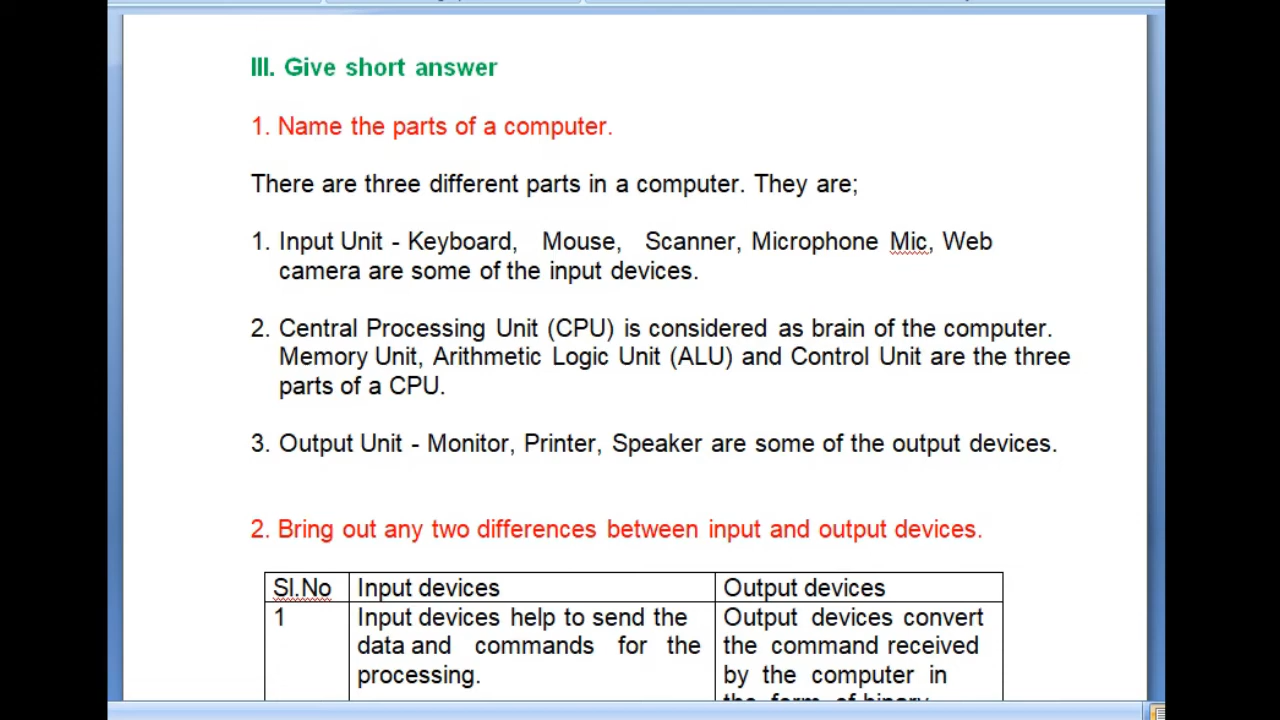 III. Give short answer
1. Name the parts of a computer.
There are three different parts in a computer. They are;
1. Input Unit - Keyboard, Mouse, Scanner, Microphone Mic, Web
camera are some of the input devices.
2. Central Processing Unit (CPU) is considered as brain of the computer.
Memory Unit, Arithmetic Logic Unit (ALU) and Control Unit are the three
parts of a CPU.
3. Output Unit - Monitor, Printer, Speaker are some of the output devices.
2. Bring out any two differences between input and output devices.
Sl.No Input devices Output devices
1 Input devices help to send the Output devices convert
data and commands for the the command received
processing. by the computer in
the form of binary